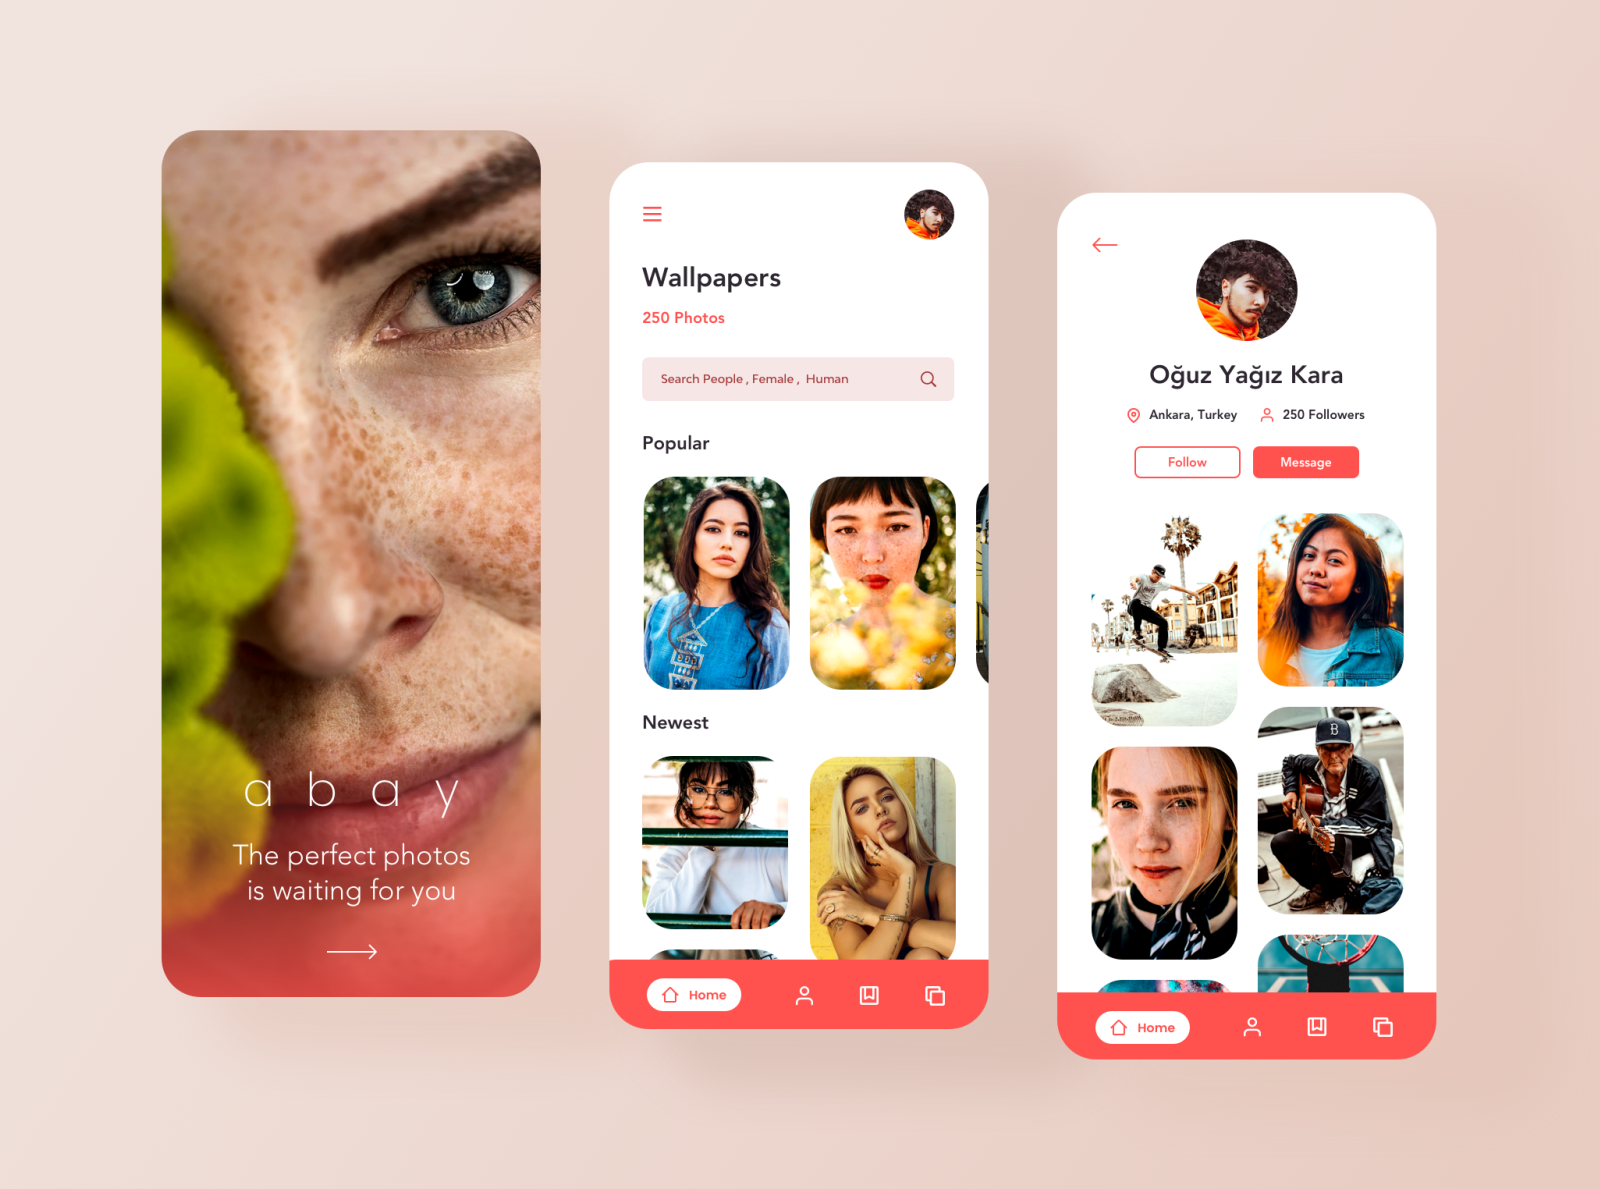 a b a y
The perfect photos
is waiting for you
Wallpapers
250 Photos
Search People , Female , Human
Popular
Newest
Home
Oğuz Yağız Kara
Ankara, Turkey
250 Followers
Follow
Message
B
Home